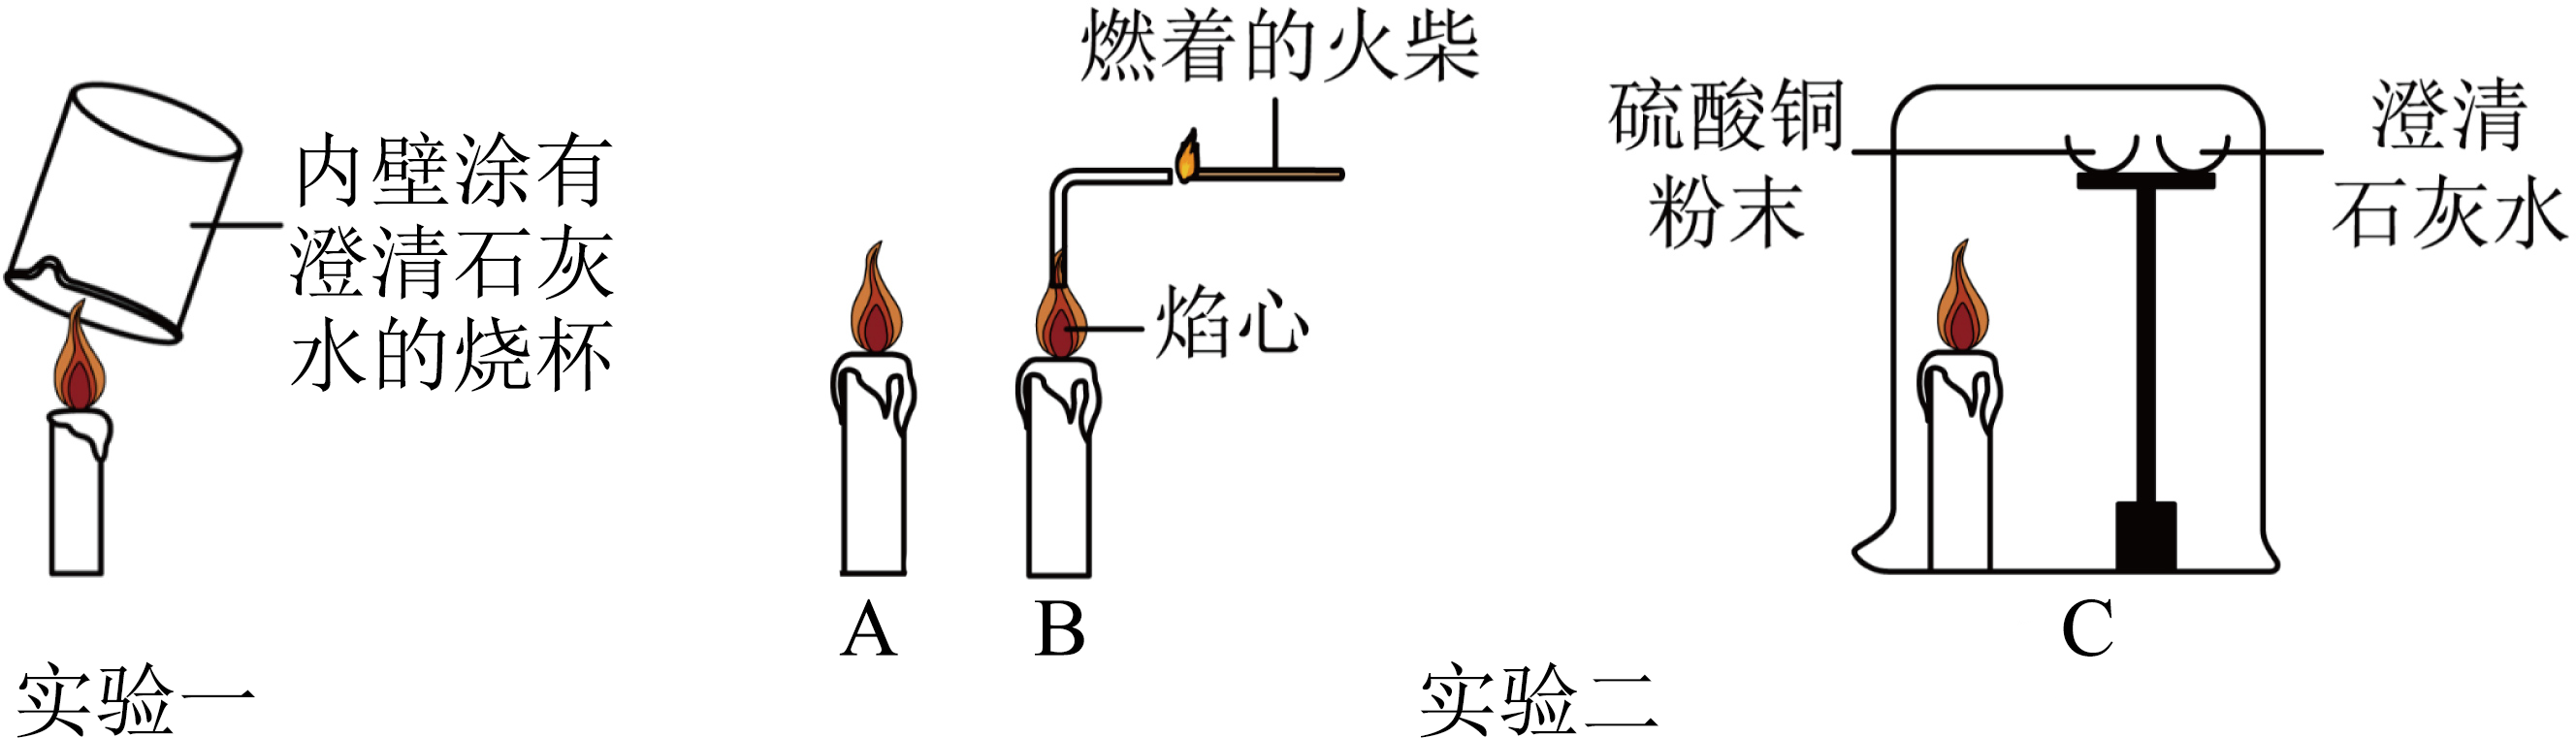 内壁涂有
澄清石灰
水的烧杯
实验一
燃着的火柴
焰心
A
B
硫酸铜
粉末
澄清
石灰水
C
实验二